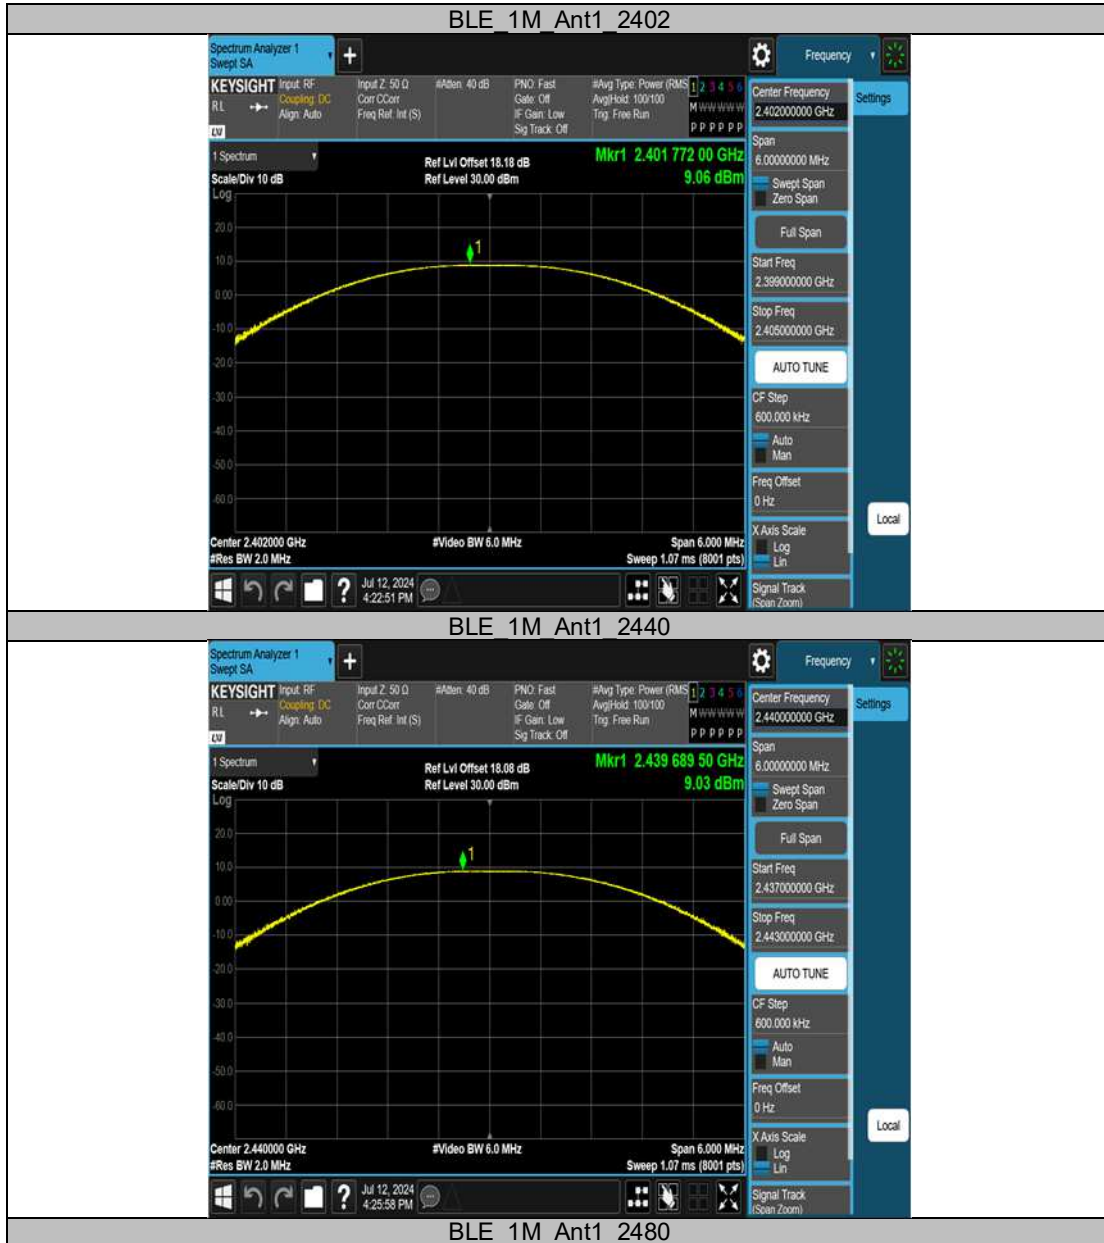 BLE_1M_Ant1_2402
Spectrum Analyzer 1
Swept SA
Frequency
KEYSIGHT
RL
Input: RF
Coupling: DC
Align: Auto
Input Z: 50 Ω
Corr CCorr
Freq Ref: Int (S)
#Atten: 40 dB
PNO: Fast
Gate: Off
IF Gain: Low
Sig Track: Off
#Avg Type: Power (RMS
Avg|Hold: 100/100
Trig: Free Run
1 2 3 4 5 6
M W W W W W
P P P P P P
LXI
1 Spectrum
Scale/Div 10 dB
Log
Ref Lvl Offset 18.18 dB
Ref Level 30.00 dBm
Mkr1 2.401 772 00 GHz
9.06 dBm
1
20.0
10.0
0.00
-10.0
-20.0
-30.0
-40.0
-50.0
-60.0
Center 2.402000 GHz
#Res BW 2.0 MHz
#Video BW 6.0 MHz
Span 6.000 MHz
Sweep 1.07 ms (8001 pts)
Center Frequency
2.402000000 GHz
Settings
Span
6.00000000 MHz
Swept Span
Zero Span
Full Span
Start Freq
2.399000000 GHz
Stop Freq
2.405000000 GHz
AUTO TUNE
CF Step
600.000 kHz
Auto
Man
Freq Offset
0 Hz
Local
X Axis Scale
Log
Lin
Signal Track
(Span Zoom)
?
Jul 12, 2024
4:22:51 PM
BLE_1M_Ant1_2440
Spectrum Analyzer 1
Swept SA
Frequency
KEYSIGHT
RL
Input: RF
Coupling: DC
Align: Auto
Input Z: 50 Ω
Corr CCorr
Freq Ref: Int (S)
#Atten: 40 dB
PNO: Fast
Gate: Off
IF Gain: Low
Sig Track: Off
#Avg Type: Power (RMS
Avg|Hold: 100/100
Trig: Free Run
1 2 3 4 5 6
M W W W W W
P P P P P P
LXI
1 Spectrum
Scale/Div 10 dB
Log
Ref Lvl Offset 18.08 dB
Ref Level 30.00 dBm
Mkr1 2.439 689 50 GHz
9.03 dBm
1
20.0
10.0
0.00
-10.0
-20.0
-30.0
-40.0
-50.0
-60.0
Center 2.440000 GHz
#Res BW 2.0 MHz
#Video BW 6.0 MHz
Span 6.000 MHz
Sweep 1.07 ms (8001 pts)
Center Frequency
2.440000000 GHz
Settings
Span
6.00000000 MHz
Swept Span
Zero Span
Full Span
Start Freq
2.437000000 GHz
Stop Freq
2.443000000 GHz
AUTO TUNE
CF Step
600.000 kHz
Auto
Man
Freq Offset
0 Hz
Local
X Axis Scale
Log
Lin
Signal Track
(Span Zoom)
?
Jul 12, 2024
4:25:58 PM
BLE_1M_Ant1_2480